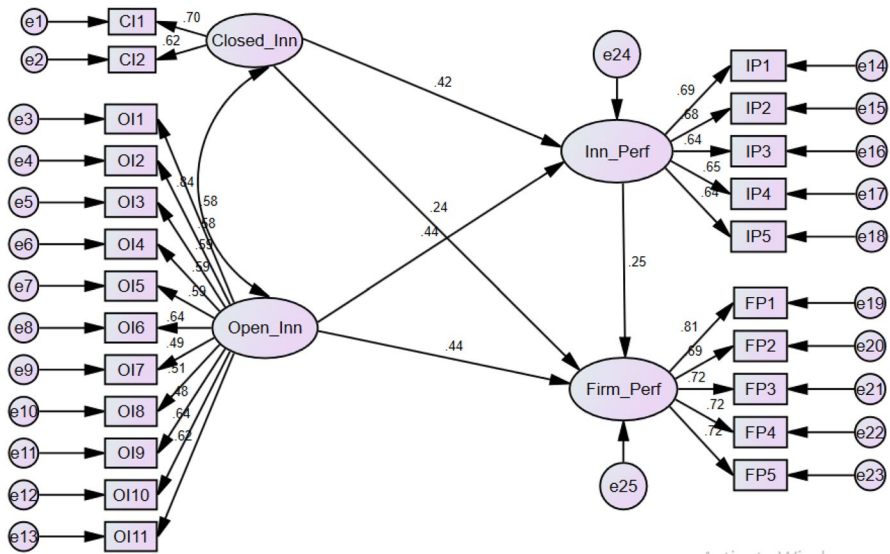 e1 CI1 .70 Closed_Inn
e2 CI2 .62
e24
.42
e3 OI1
e4 OI2
e5 OI3
e6 OI4
e7 OI5
e8 OI6
e9 OI7
e10 OI8
e11 OI9
e12 OI10
e13 OI11
.84
.58
.58
.59
.59
.59
.64
.49
.51
.48
.64
.62
Open_Inn
.24
.44
.44
Inn_Perf
.25
Firm_Perf
e25
.69 IP1 e14
.68 IP2 e15
.64 IP3 e16
.65 IP4 e17
.64 IP5 e18
.81 FP1 e19
.69 FP2 e20
.72 FP3 e21
.72 FP4 e22
.72 FP5 e23